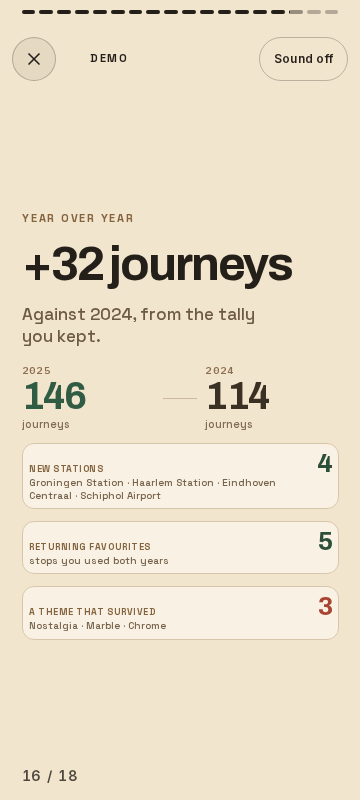 DEMO
Sound off
YEAR OVER YEAR
+32 journeys
Against 2024, from the tally
you kept.
2025
146
journeys
2024
114
journeys
NEW STATIONS
4
Groningen Station · Haarlem Station · Eindhoven
Centraal · Schiphol Airport
RETURNING FAVOURITES
5
stops you used both years
A THEME THAT SURVIVED
3
Nostalgia · Marble · Chrome
16 / 18